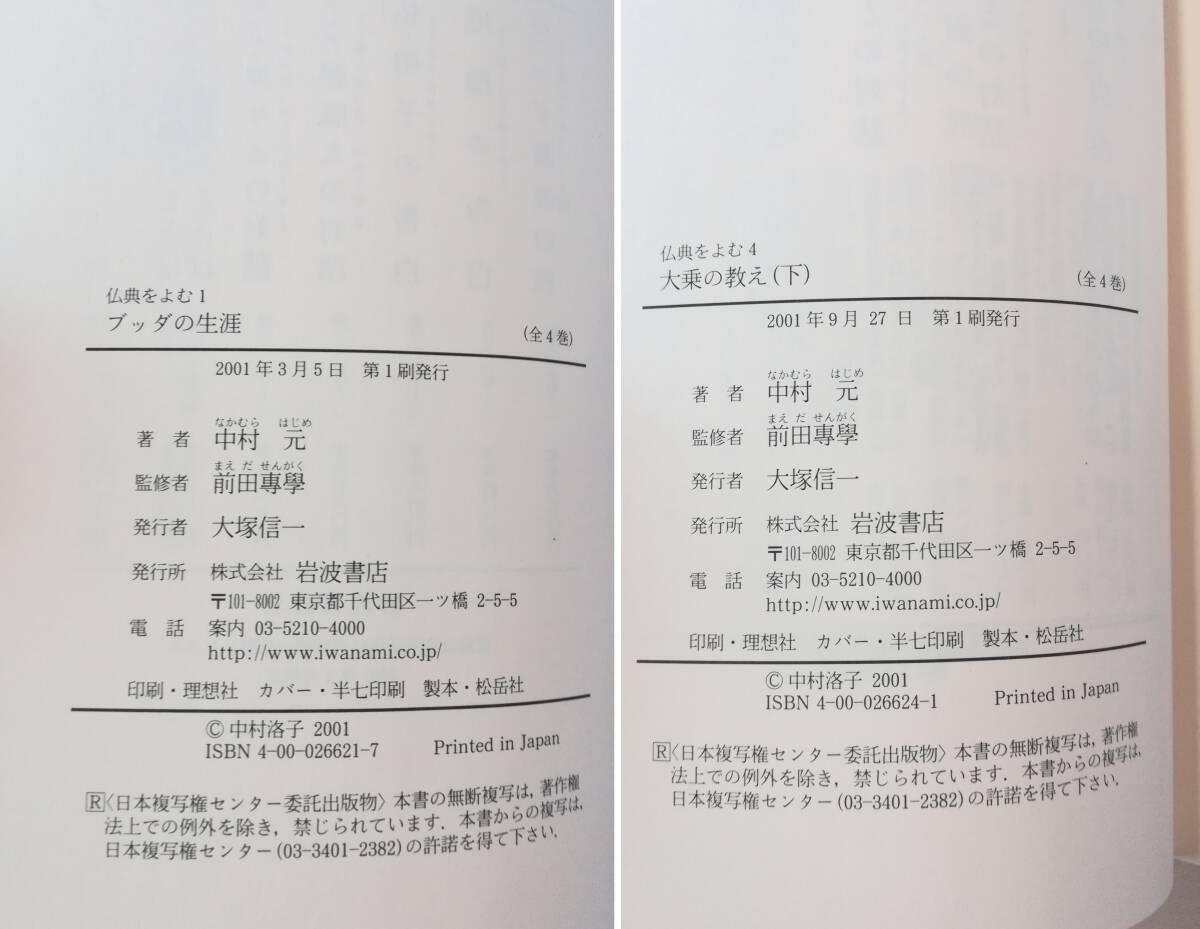 仏典をよむ 1
ブッダの生涯
(全4巻)
2001年3月5日 第1刷発行
なかむら はじめ
著 者 中村 元
まえ だ せんがく
監修者 前田專學
発行者 大塚信一
発行所 株式会社 岩波書店
〒101-8002 東京都千代田区一ツ橋 2-5-5
電 話 案内 03-5210-4000
http://www.iwanami.co.jp/
印刷・理想社 カバー・半七印刷 製本・松岳社
© 中村洛子 2001
ISBN 4-00-026621-7 Printed in Japan
R〈日本複写権センター委託出版物〉本書の無断複写は，著作権
法上での例外を除き，禁じられています．本書からの複写は，
日本複写権センター(03-3401-2382)の許諾を得て下さい．
仏典をよむ 4
大乗の教え(下)
(全4巻)
2001年9月27日 第1刷発行
なかむら はじめ
著 者 中村 元
まえ だ せんがく
監修者 前田專學
発行者 大塚信一
発行所 株式会社 岩波書店
〒101-8002 東京都千代田区一ツ橋 2-5-5
電 話 案内 03-5210-4000
http://www.iwanami.co.jp/
印刷・理想社 カバー・半七印刷 製本・松岳社
© 中村洛子 2001
ISBN 4-00-026624-1 Printed in Japan
R〈日本複写権センター委託出版物〉本書の無断複写は，著作権
法上での例外を除き，禁じられています．本書からの複写は，
日本複写権センター(03-3401-2382)の許諾を得て下さい．